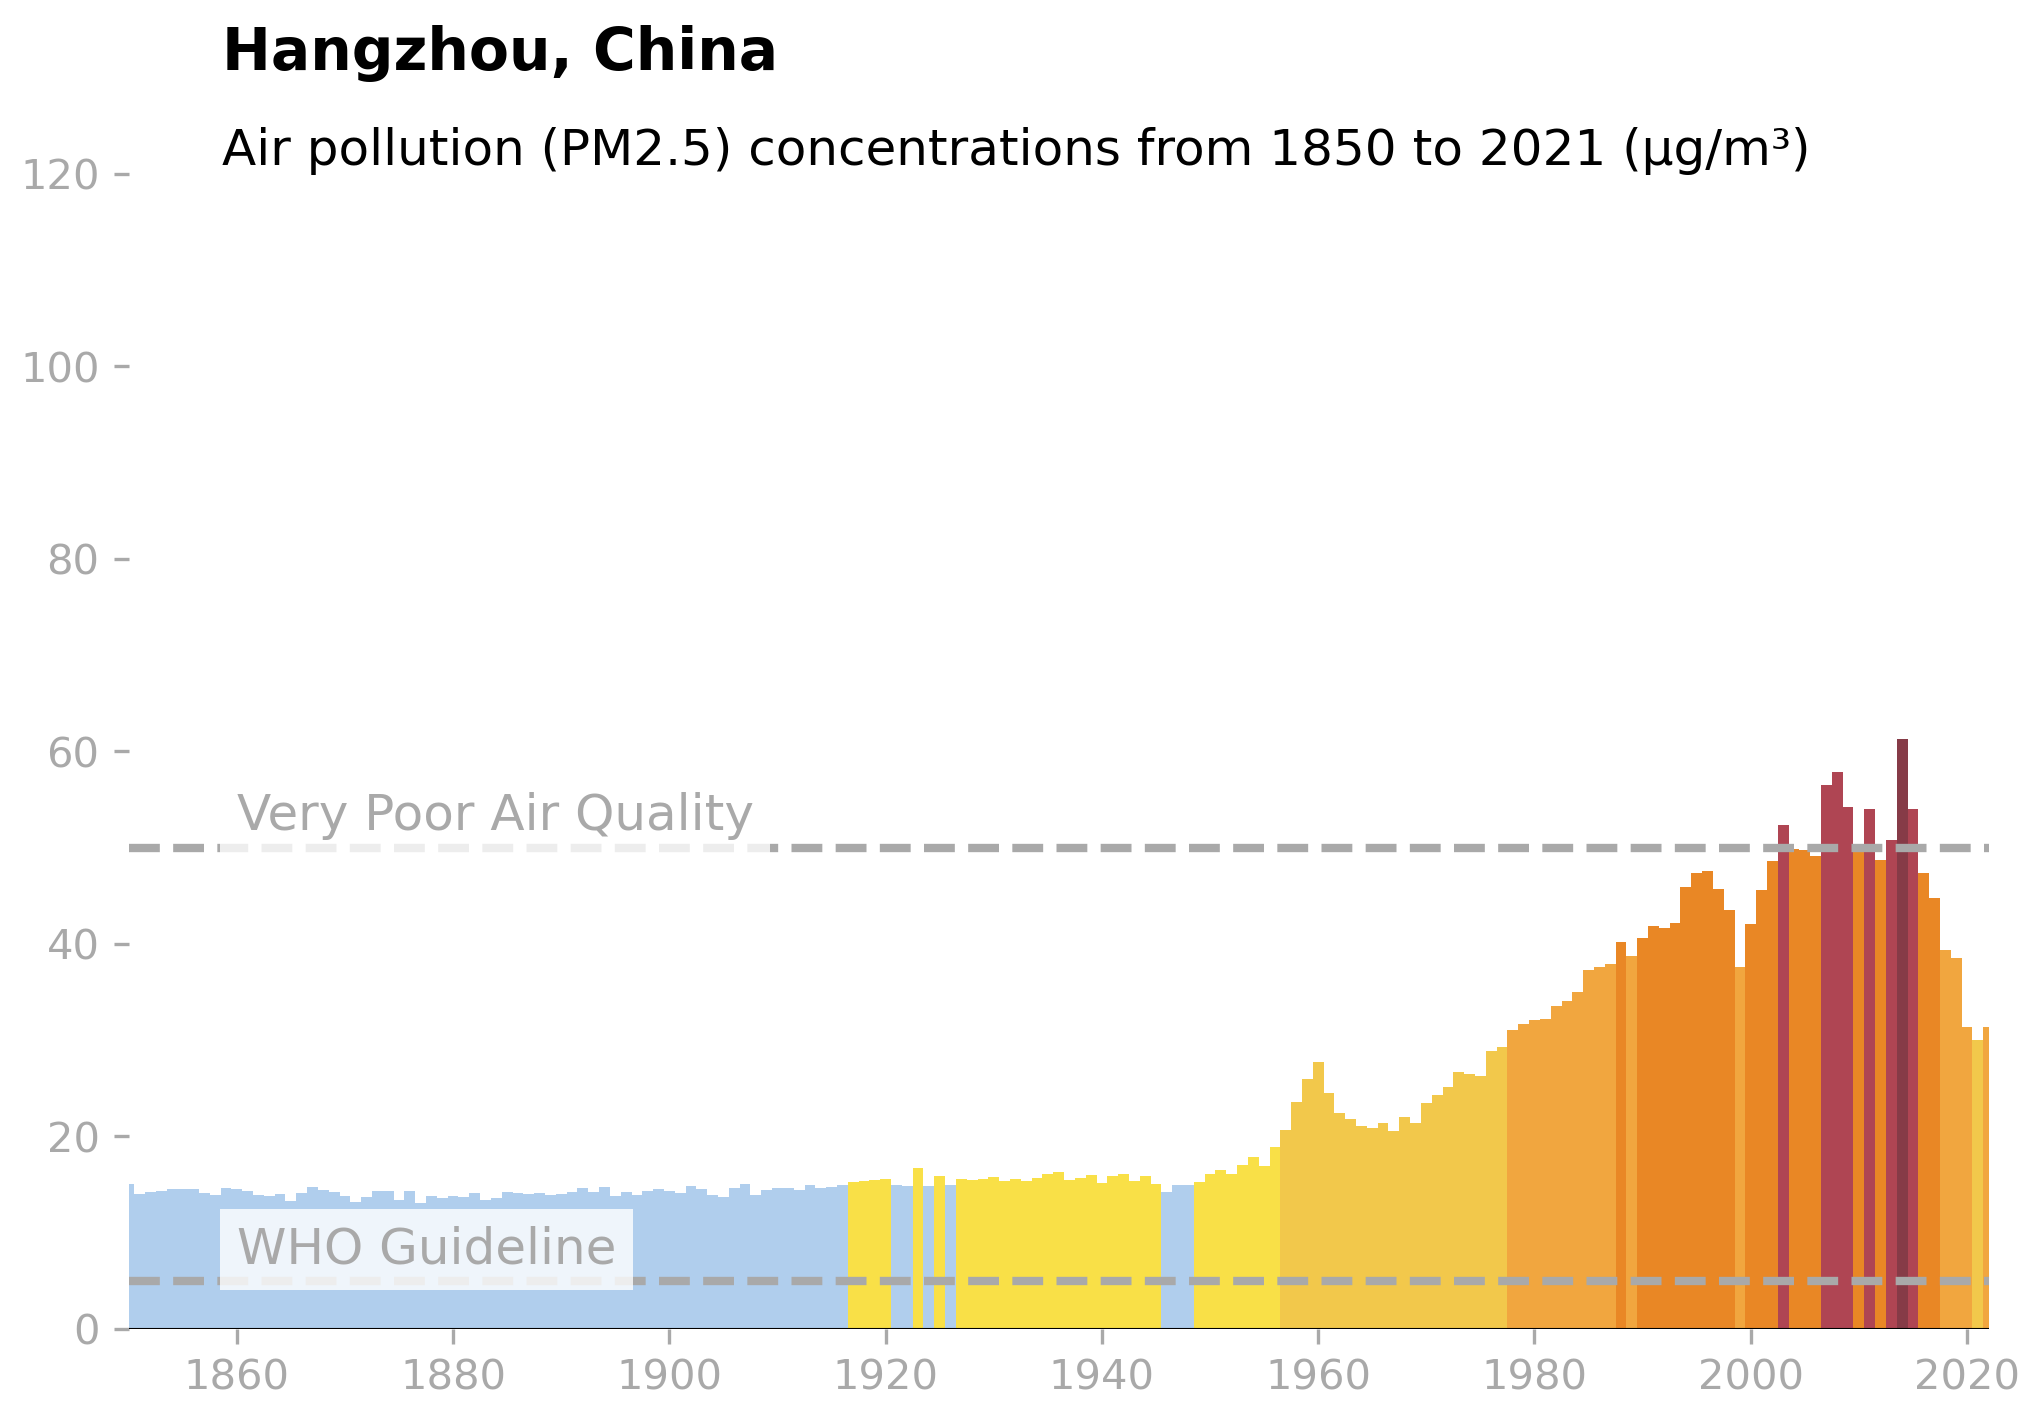 Hangzhou, China
Air pollution (PM2.5) concentrations from 1850 to 2021 (µg/m³)
120
100
80
60
Very Poor Air Quality
40
20
WHO Guideline
0
1860 1880 1900 1920 1940 1960 1980 2000 2020